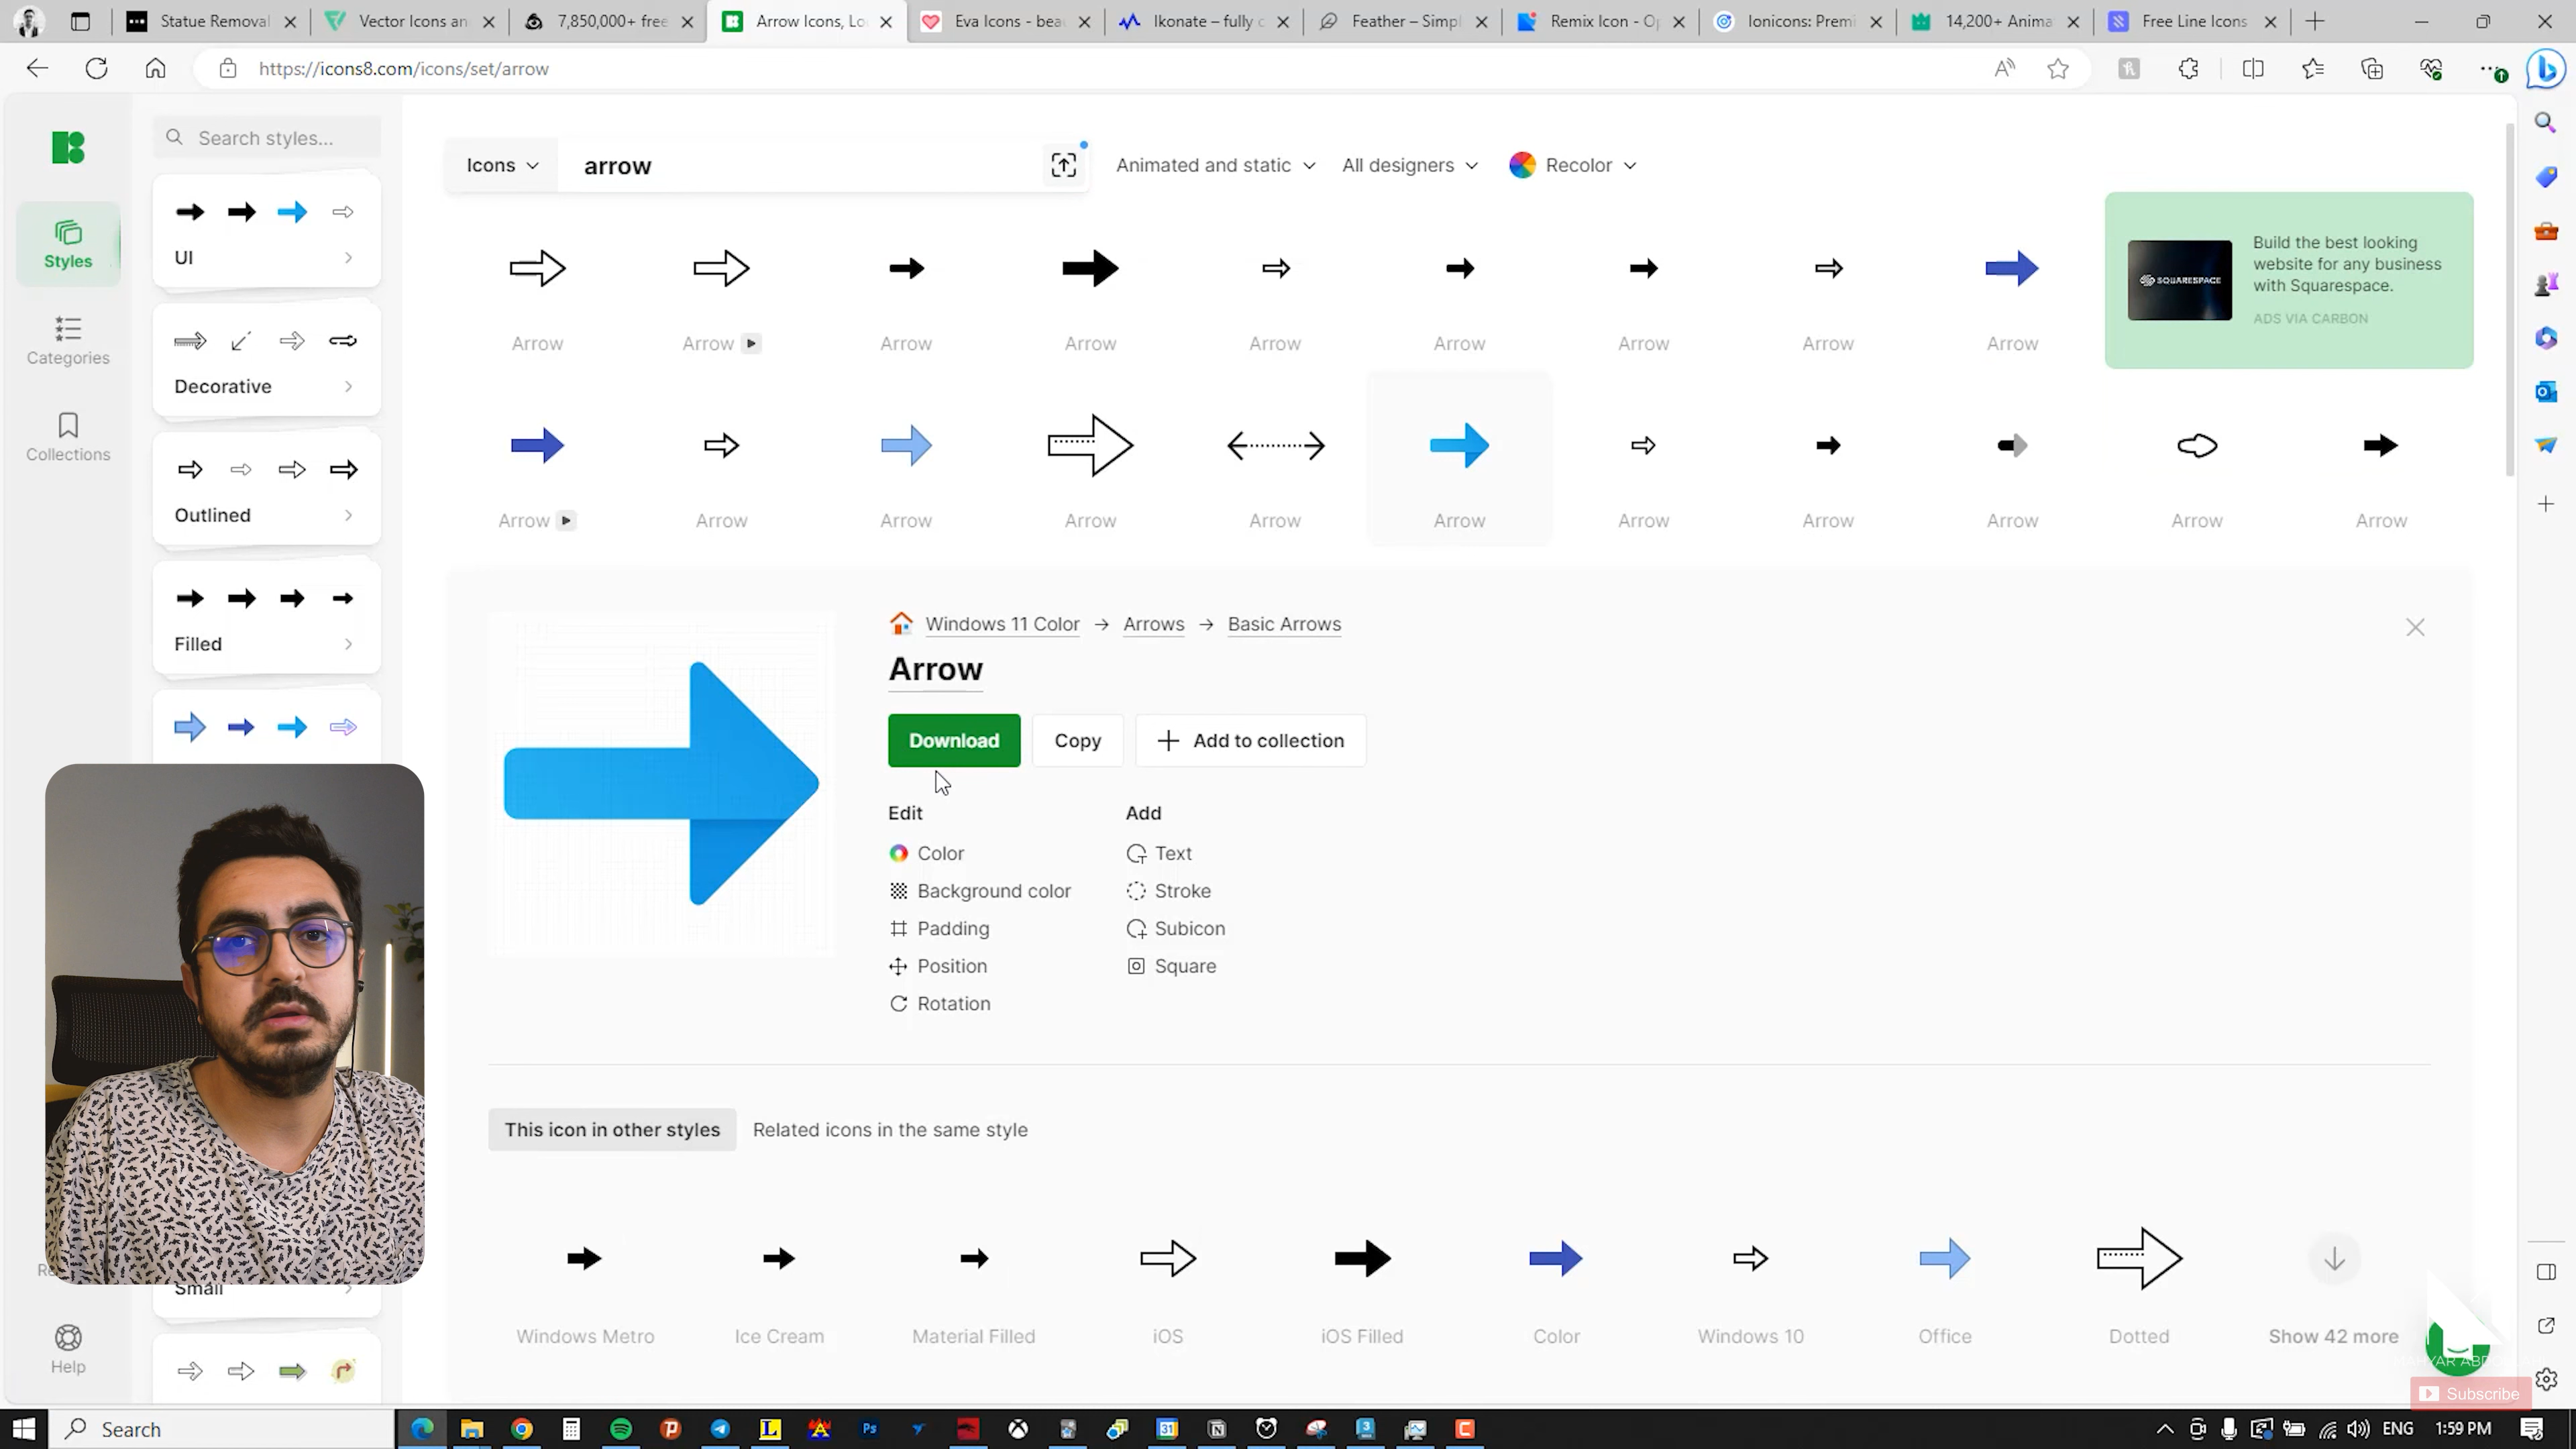 Statue Removal
Vector Icons an
7,850,000+ free
Arrow Icons, Lo
Eva Icons - beau
Ikonate – fully c
Feather – Simpl
Remix Icon - Op
Ionicons: Premi
14,200+ Anima
Free Line Icons
https://icons8.com/icons/set/arrow
Search styles...
Icons
arrow
Animated and static
All designers
Recolor
Styles
Categories
Collections
Help
UI
Decorative
Outlined
Filled
Small
Arrow
Arrow
Arrow
Arrow
Arrow
Arrow
Arrow
Arrow
Arrow
SQUARESPACE
Build the best looking
website for any business
with Squarespace.
ADS VIA CARBON
Arrow
Arrow
Arrow
Arrow
Arrow
Arrow
Arrow
Arrow
Arrow
Arrow
Arrow
Windows 11 Color → Arrows → Basic Arrows
Arrow
Download
Copy
Add to collection
Edit
Color
Background color
Padding
Position
Rotation
Add
Text
Stroke
Subicon
Square
This icon in other styles
Related icons in the same style
Windows Metro
Ice Cream
Material Filled
iOS
iOS Filled
Color
Windows 10
Office
Dotted
Show 42 more
Subscribe
Search
Ps
31
ENG
1:59 PM